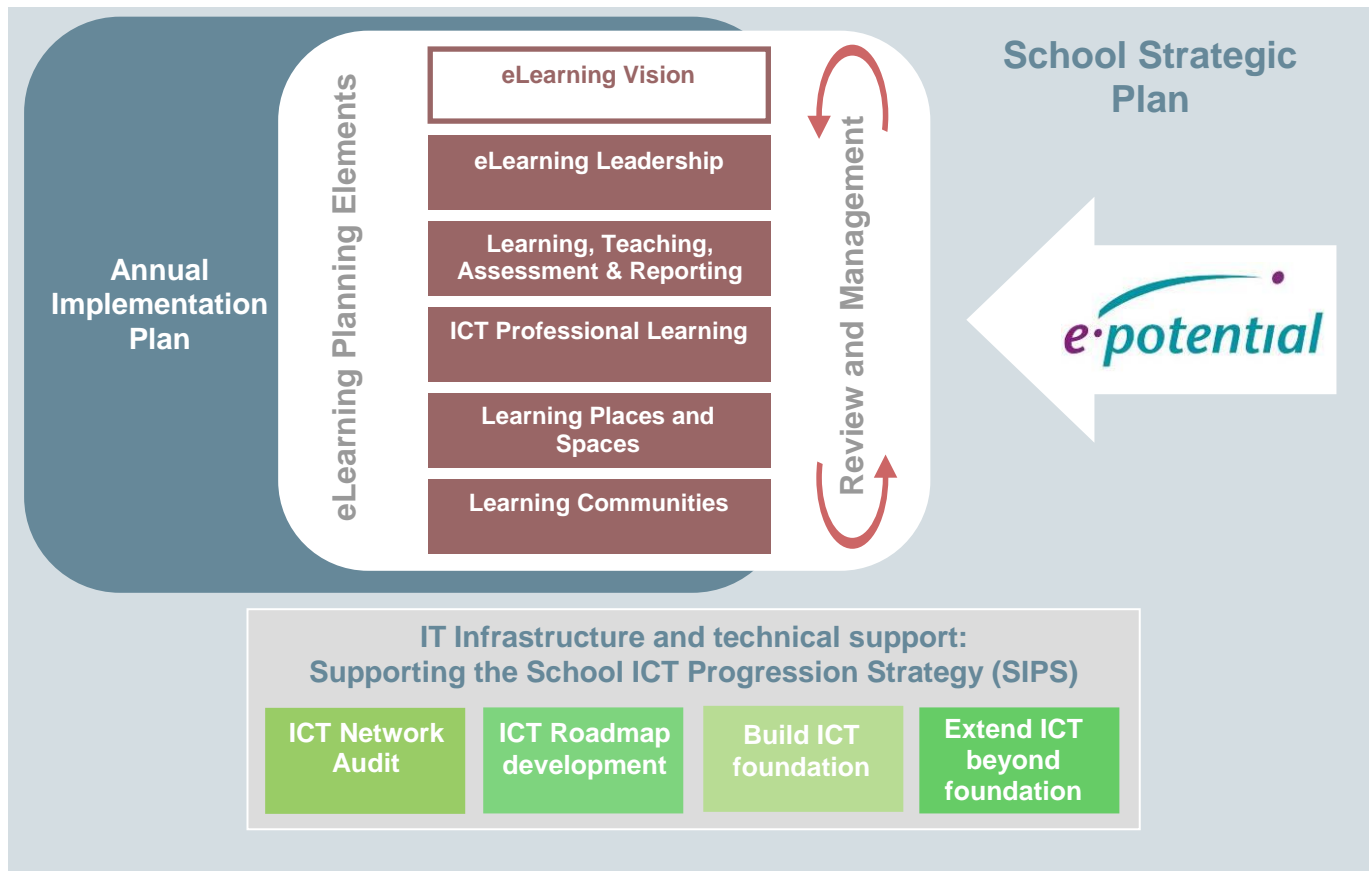 School Strategic
Plan
Annual
Implementation
Plan
eLearning Planning Elements
eLearning Vision
eLearning Leadership
Learning, Teaching,
Assessment & Reporting
ICT Professional Learning
Learning Places and
Spaces
Learning Communities
Review and Management
e·potential
IT Infrastructure and technical support:
Supporting the School ICT Progression Strategy (SIPS)
ICT Network
Audit
ICT Roadmap
development
Build ICT
foundation
Extend ICT
beyond
foundation